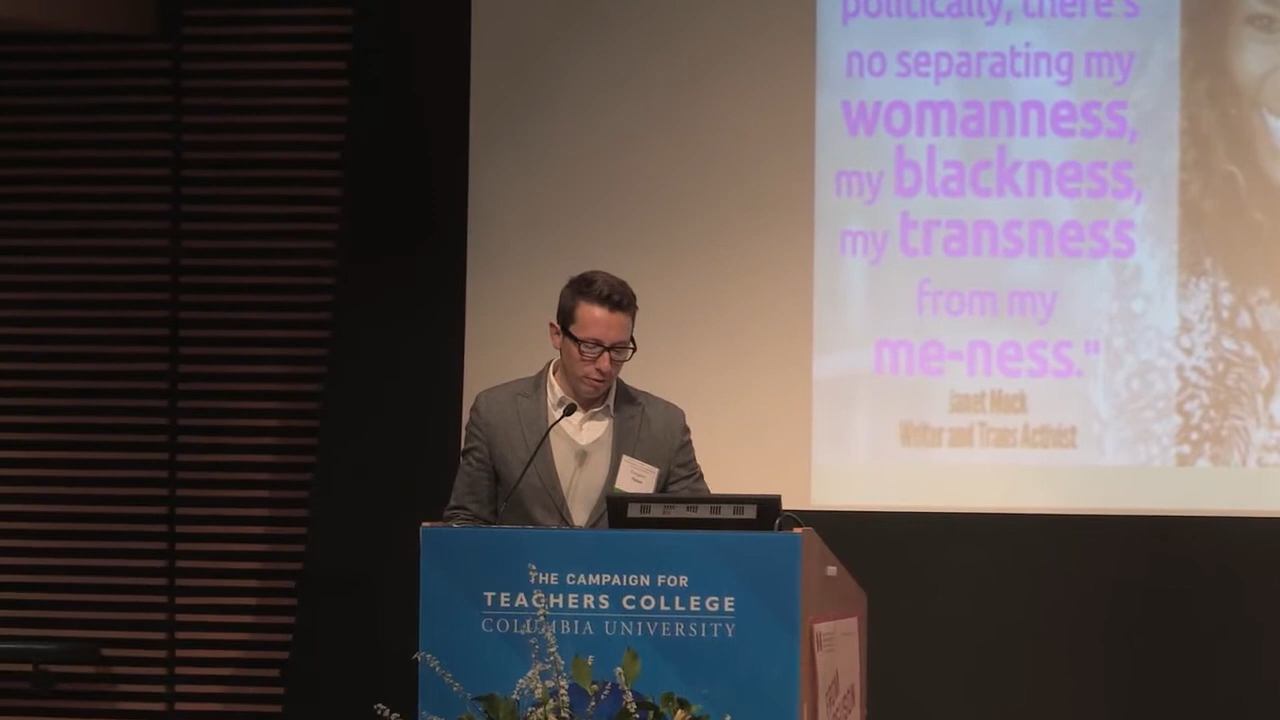 politically, there's
no separating my
womanness,
my blackness,
my transness
from my
me-ness."
Janet Mock
Writer and Trans Activist
THE CAMPAIGN FOR
TEACHERS COLLEGE
COLUMBIA UNIVERSITY
FROM